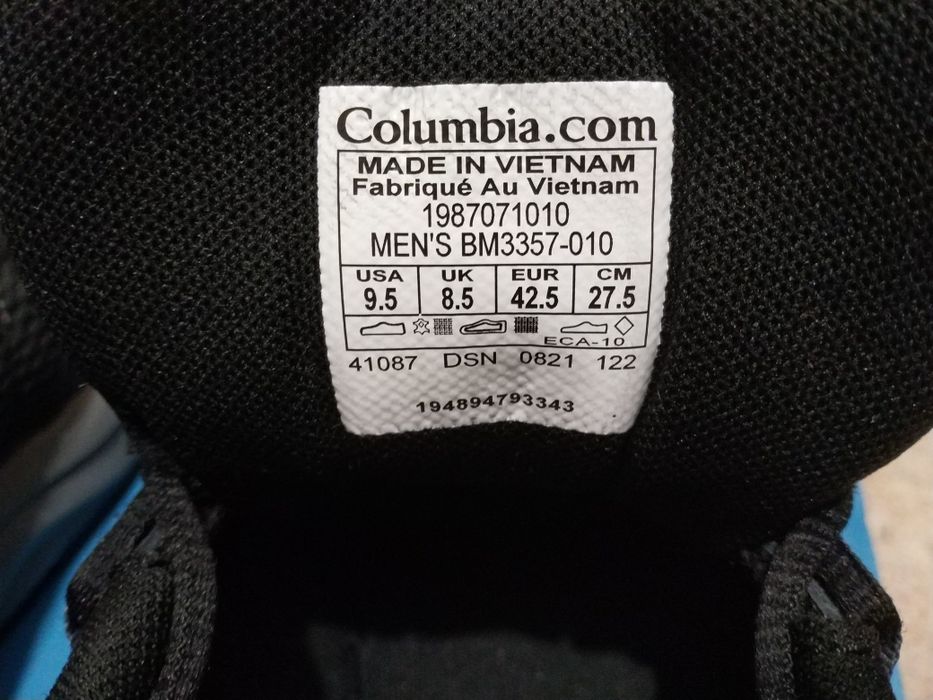 Columbia.com
MADE IN VIETNAM
Fabriqué Au Vietnam
1987071010
MEN'S BM3357-010
USA UK EUR CM
9.5 8.5 42.5 27.5
ECA-10
41087 DSN 0821 122
194894793343